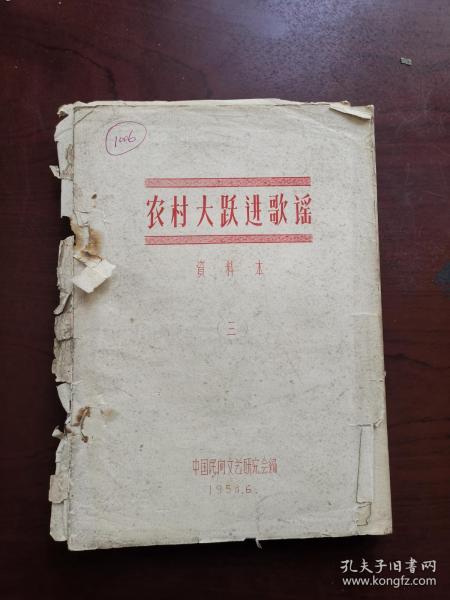 1006
农村大跃进歌谣
資料本
三
中国民间文艺研究会编
1958.6.
孔夫子旧书网
www.kongfz.com